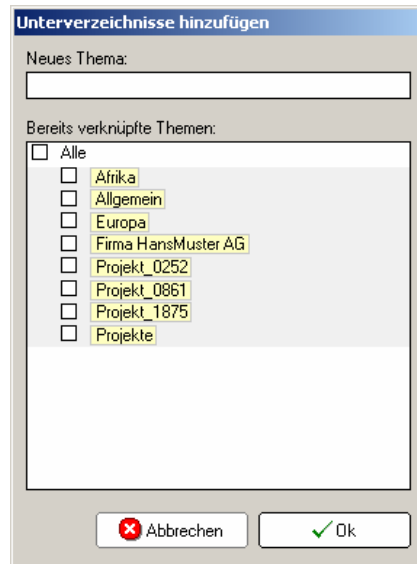 Unterverzeichnisse hinzufügen
Neues Thema:
Bereits verknüpfte Themen:
Alle
Afrika
Allgemein
Europa
Firma HansMuster AG
Projekt_0252
Projekt_0861
Projekt_1875
Projekte
Abbrechen
Ok